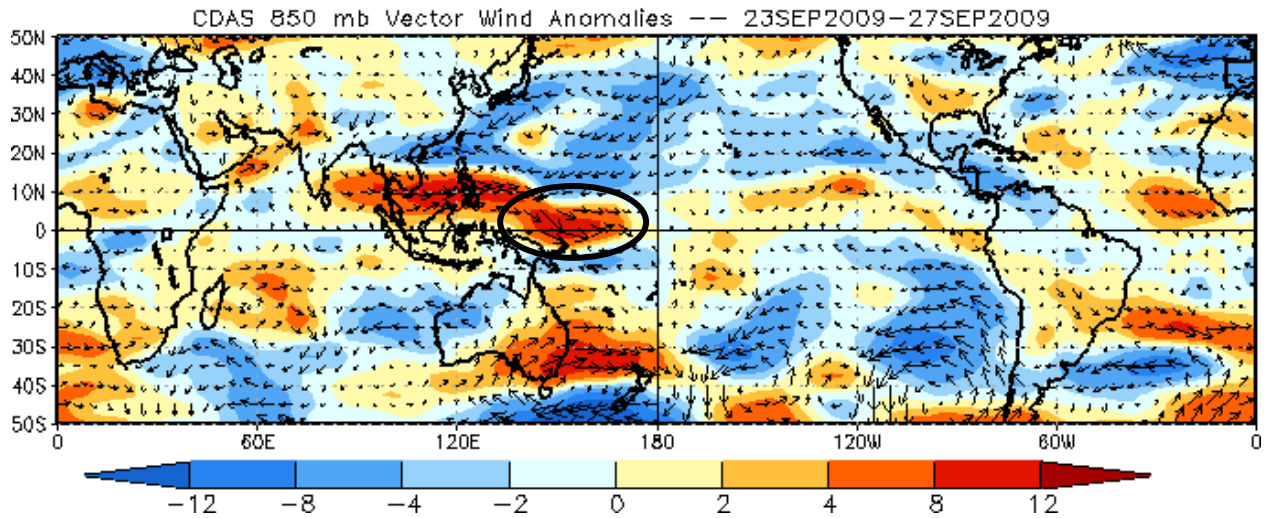 CDAS 850 mb Vector Wind Anomalies -- 23SEP2009-27SEP2009
50N
40N
30N
20N
10N
0
10S
20S
30S
40S
50S
0 60E 120E 180 120W 60W 0
-12 -8 -4 -2 0 2 4 8 12